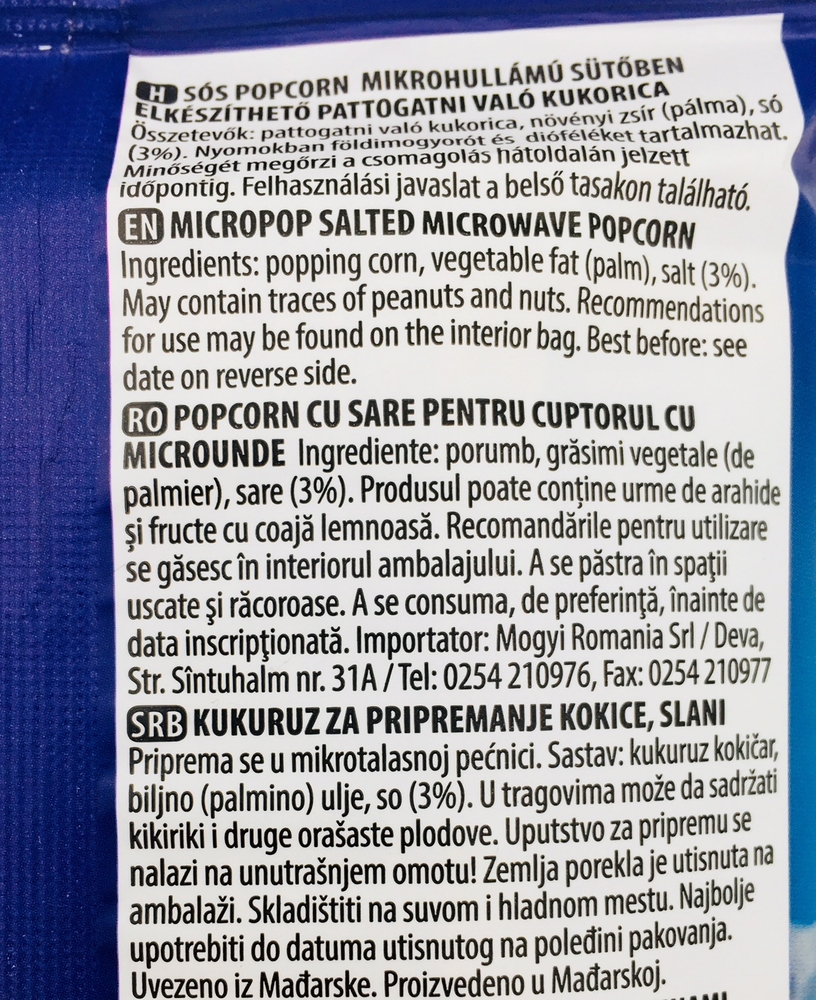 H SÓS POPCORN MIKROHULLÁMÚ SÜTŐBEN
ELKÉSZÍTHETŐ PATTOGATNI VALÓ KUKORICA
Összetevők: pattogatni való kukorica, növényi zsír (pálma), só
(3%). Nyomokban földimogyorót és dióféléket tartalmazhat.
Minőségét megőrzi a csomagolás hátoldalán jelzett
időpontig. Felhasználási javaslat a belső tasakon található.
EN MICROPOP SALTED MICROWAVE POPCORN
Ingredients: popping corn, vegetable fat (palm), salt (3%).
May contain traces of peanuts and nuts. Recommendations
for use may be found on the interior bag. Best before: see
date on reverse side.
RO POPCORN CU SARE PENTRU CUPTORUL CU
MICROUNDE Ingrediente: porumb, grăsimi vegetale (de
palmier), sare (3%). Produsul poate conține urme de arahide
și fructe cu coajă lemnoasă. Recomandările pentru utilizare
se găsesc în interiorul ambalajului. A se păstra în spaţii
uscate şi răcoroase. A se consuma, de preferinţă, înainte de
data inscripţionată. Importator: Mogyi Romania Srl / Deva,
Str. Sîntuhalm nr. 31A / Tel: 0254 210976, Fax: 0254 210977
SRB KUKURUZ ZA PRIPREMANJE KOKICE, SLANI
Priprema se u mikrotalasnoj pećnici. Sastav: kukuruz kokičar,
biljno (palmino) ulje, so (3%). U tragovima može da sadržati
kikiriki i druge orašaste plodove. Uputstvo za pripremu se
nalazi na unutrašnjem omotu! Zemlja porekla je utisnuta na
ambalaži. Skladištiti na suvom i hladnom mestu. Najbolje
upotrebiti do datuma utisnutog na poleđini pakovanja.
Uvezeno iz Mađarske. Proizvedeno u Mađarskoj.